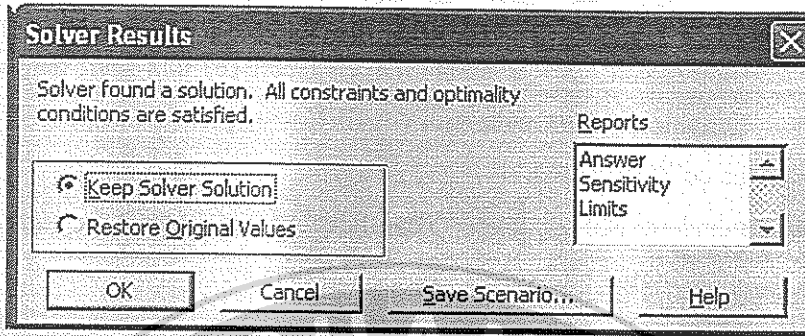 Solver Results
Solver found a solution. All constraints and optimality
conditions are satisfied.
Reports
Answer
Sensitivity
Limits
Keep Solver Solution
Restore Original Values
OK
Cancel
Save Scenario...
Help